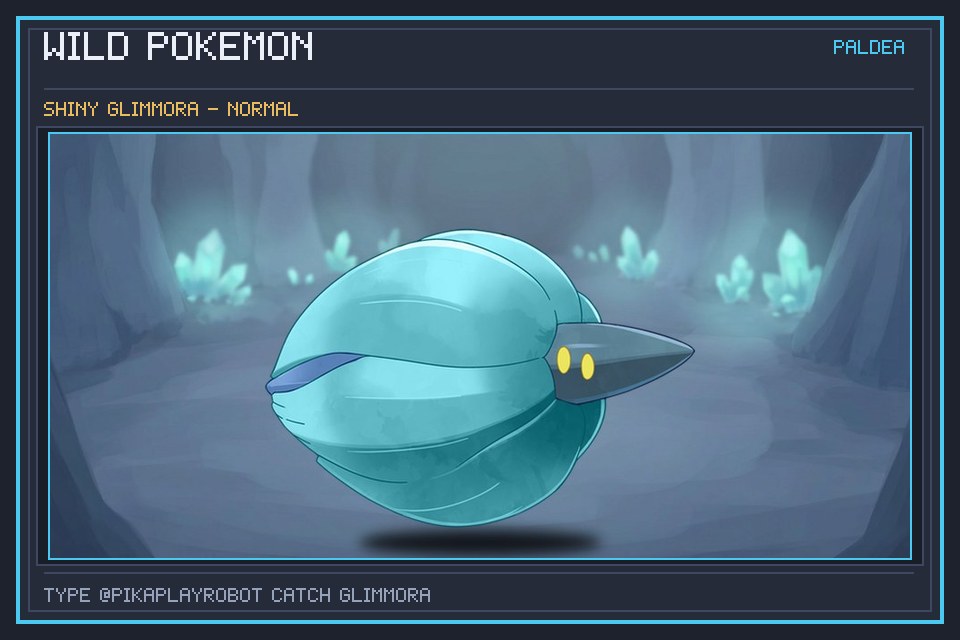 WILD POKEMON
PALDEA
SHINY GLIMMORA - NORMAL
TYPE @PIKAPLAYROBOT CATCH GLIMMORA